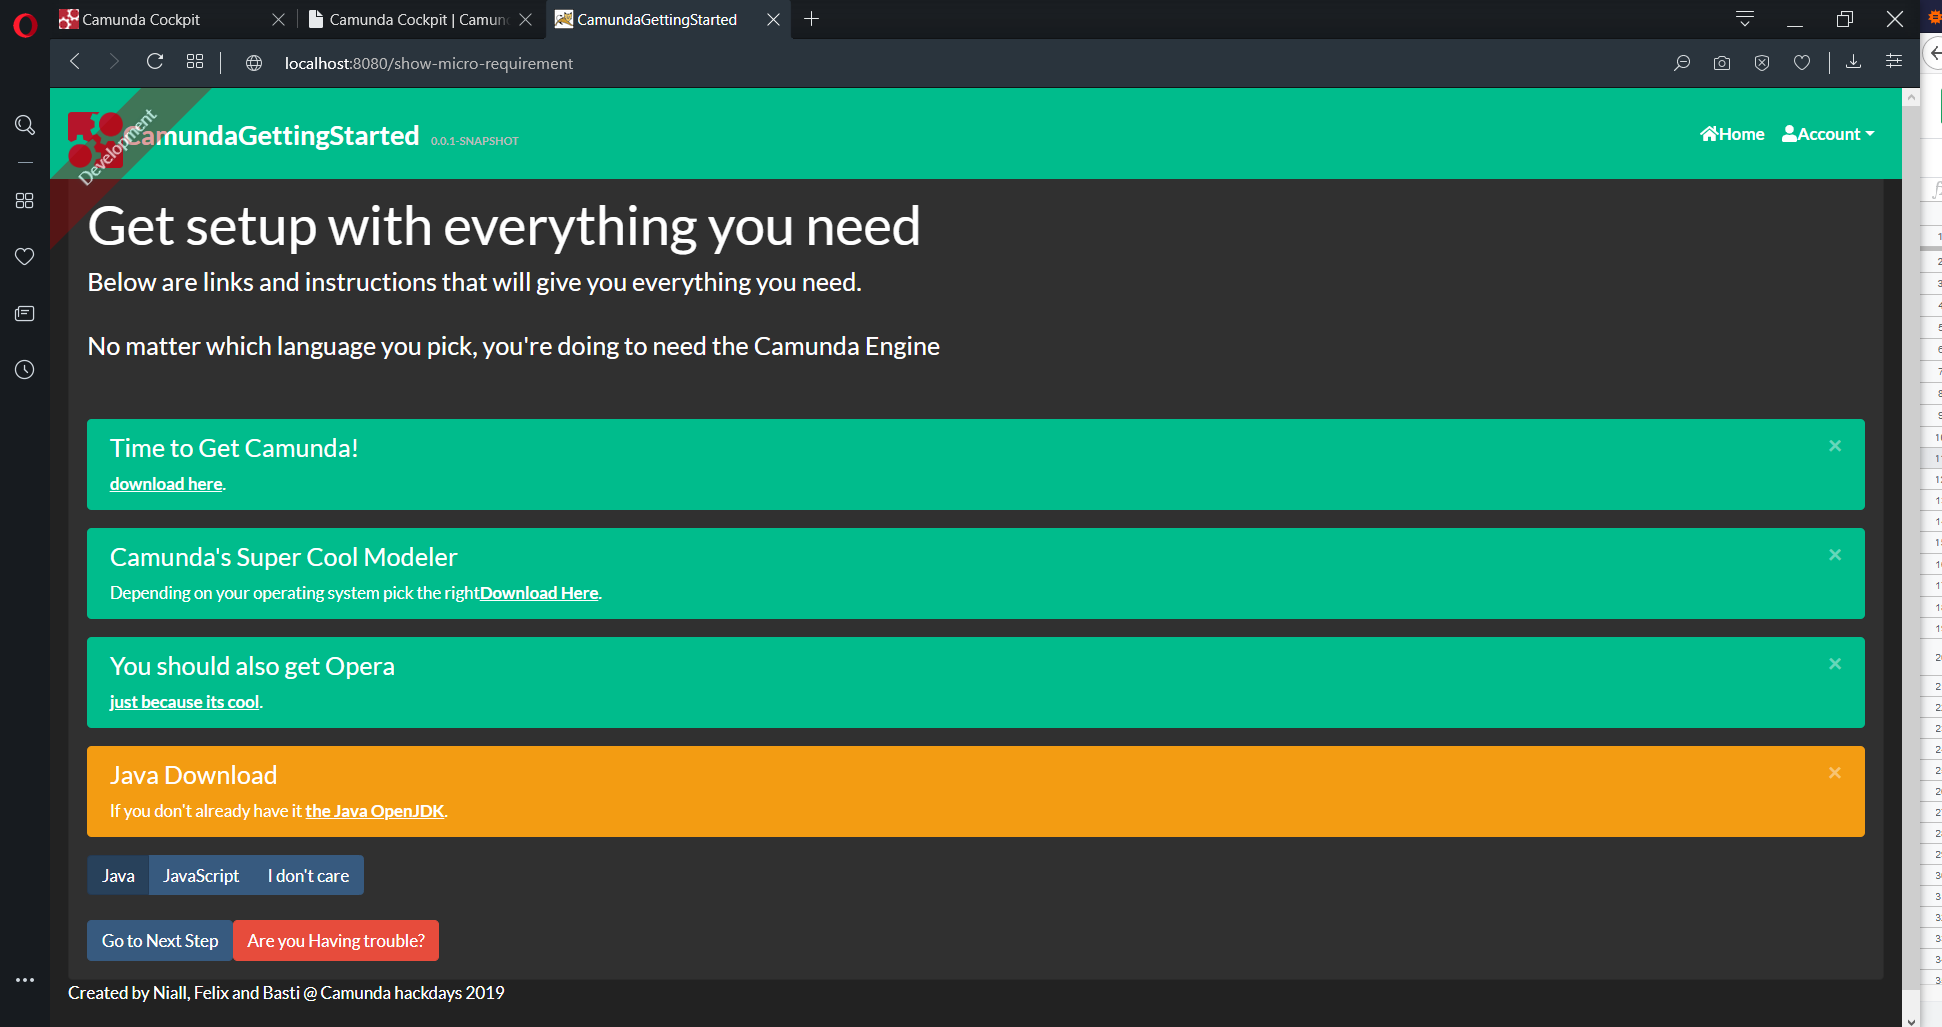 Camunda Cockpit
Camunda Cockpit | Camun
CamundaGettingStarted
localhost:8080/show-micro-requirement
Development
CamundaGettingStarted 0.0.1-SNAPSHOT
Home
Account
Get setup with everything you need
Below are links and instructions that will give you everything you need.
No matter which language you pick, you're doing to need the Camunda Engine
Time to Get Camunda!
×
download here.
Camunda's Super Cool Modeler
×
Depending on your operating system pick the rightDownload Here.
You should also get Opera
×
just because its cool.
Java Download
×
If you don't already have it the Java OpenJDK.
Java
JavaScript
I don't care
Go to Next Step
Are you Having trouble?
Created by Niall, Felix and Basti @ Camunda hackdays 2019